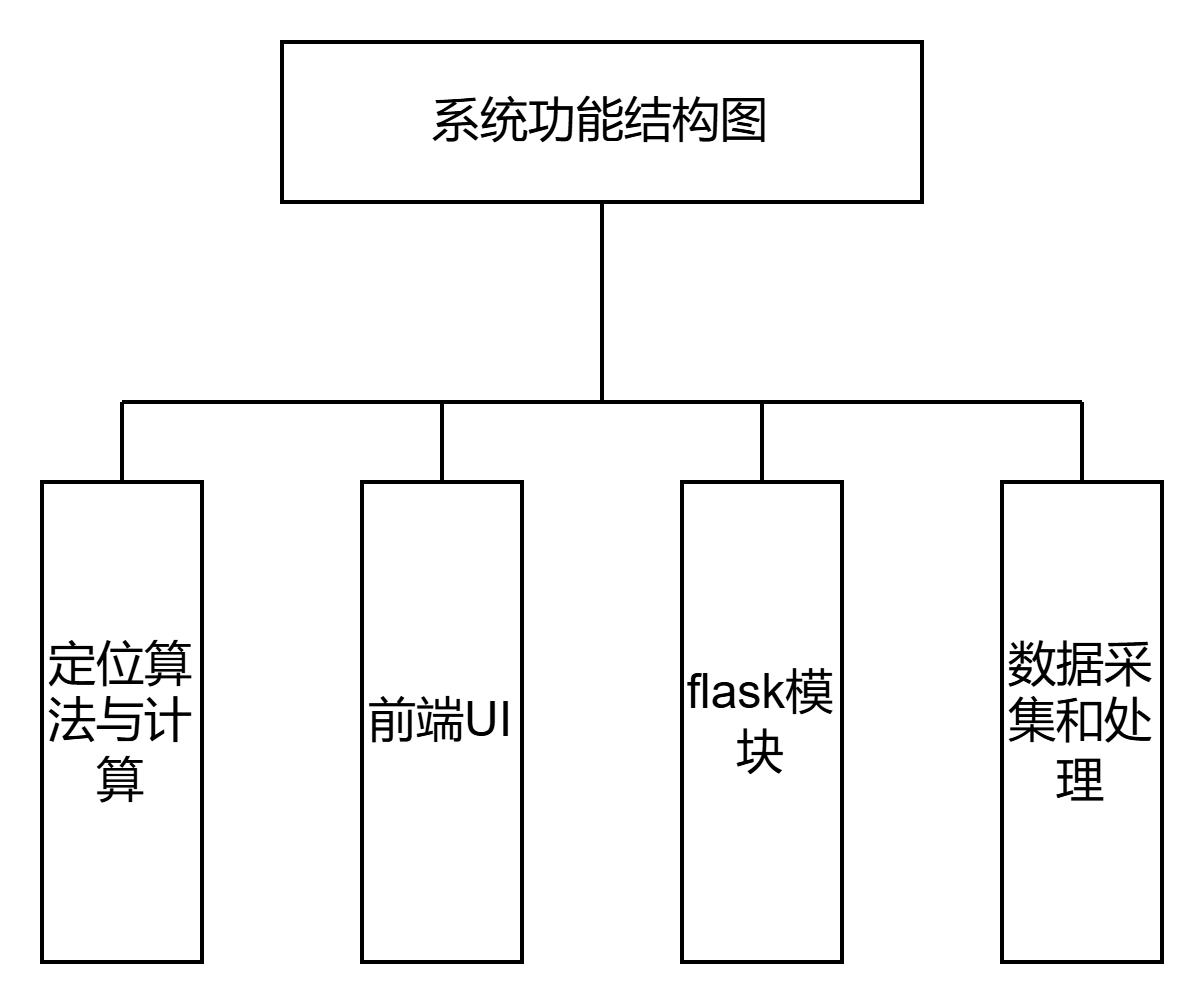 系统功能结构图
定位算
法与计
算
前端UI
flask模
块
数据采
集和处
理